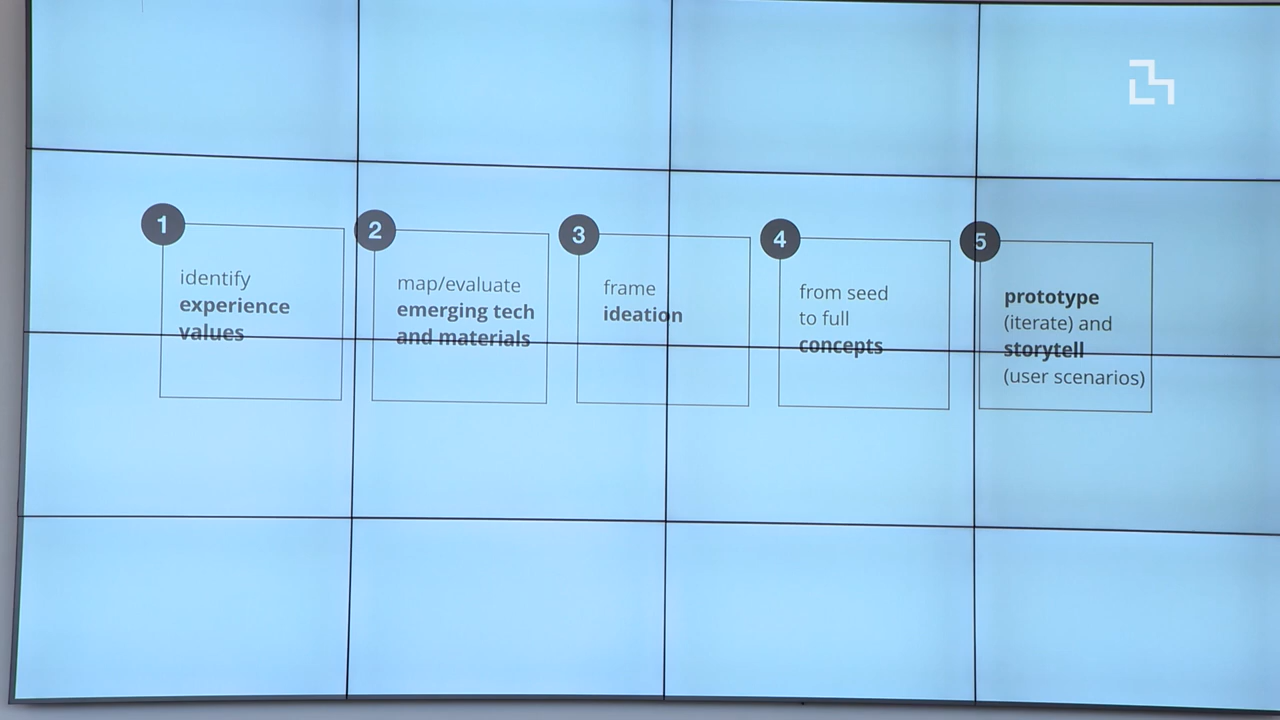 1
identify
experience
values
2
map/evaluate
emerging tech
and materials
3
frame
ideation
4
from seed
to full
concepts
5
prototype
(iterate) and
storytell
(user scenarios)